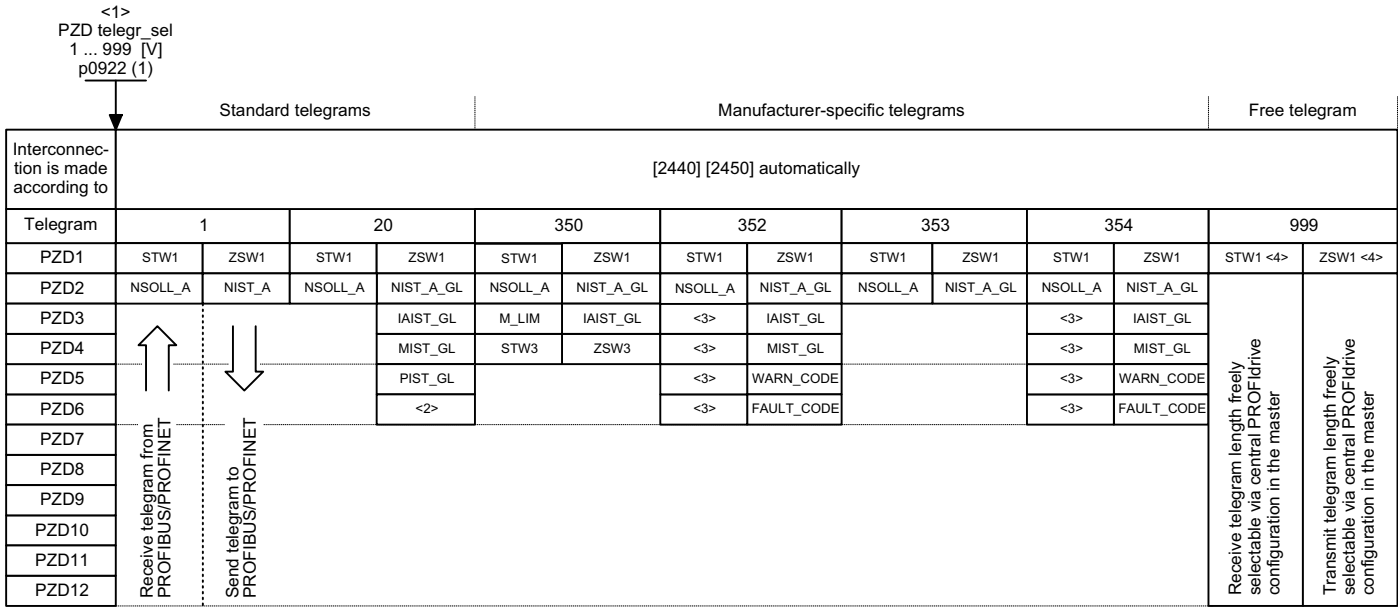 <1>
PZD telegr_sel
1 ... 999 [V]
p0922 (1)
Standard telegrams
Manufacturer-specific telegrams
Free telegram
Interconnec-
tion is made
according to
[2440] [2450] automatically
Telegram 1 20 350 352 353 354 999
PZD1 STW1 ZSW1 STW1 ZSW1 STW1 ZSW1 STW1 ZSW1 STW1 ZSW1 STW1 ZSW1 STW1 <4> ZSW1 <4>
PZD2 NSOLL_A NIST_A NSOLL_A NIST_A_GL NSOLL_A NIST_A_GL NSOLL_A NIST_A_GL NSOLL_A NIST_A_GL NSOLL_A NIST_A_GL
PZD3 IAIST_GL M_LIM IAIST_GL <3> IAIST_GL <3> IAIST_GL
PZD4 MIST_GL STW3 ZSW3 <3> MIST_GL <3> MIST_GL
PZD5 PIST_GL <3> WARN_CODE <3> WARN_CODE
PZD6 <2> <3> FAULT_CODE <3> FAULT_CODE
PZD7
PZD8
PZD9
PZD10
PZD11
PZD12
Receive telegram from
PROFIBUS/PROFINET
Send telegram to
PROFIBUS/PROFINET
Receive telegram length freely
selectable via central PROFIdrive
configuration in the master
Transmit telegram length freely
selectable via central PROFIdrive
configuration in the master